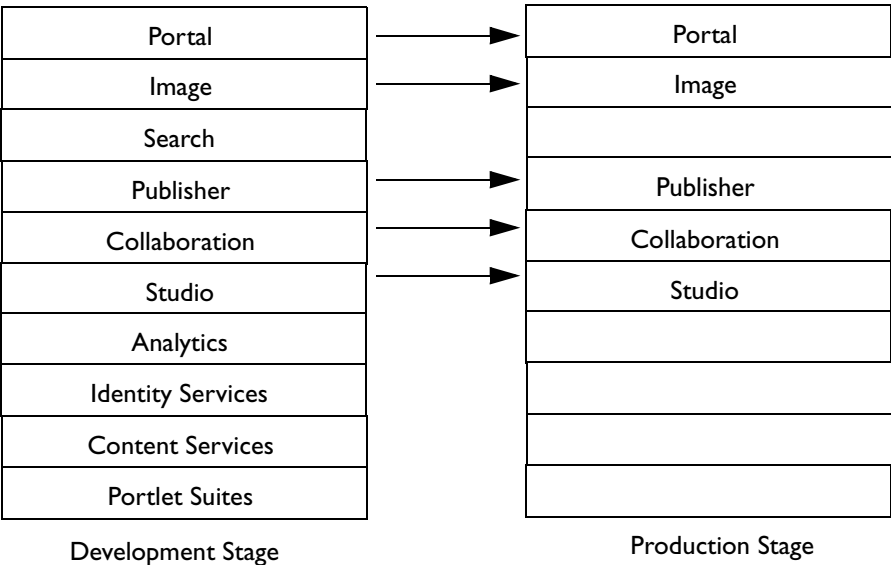 Portal
Image
Search
Publisher
Collaboration
Studio
Analytics
Identity Services
Content Services
Portlet Suites
Development Stage
Portal
Image
Publisher
Collaboration
Studio
Production Stage